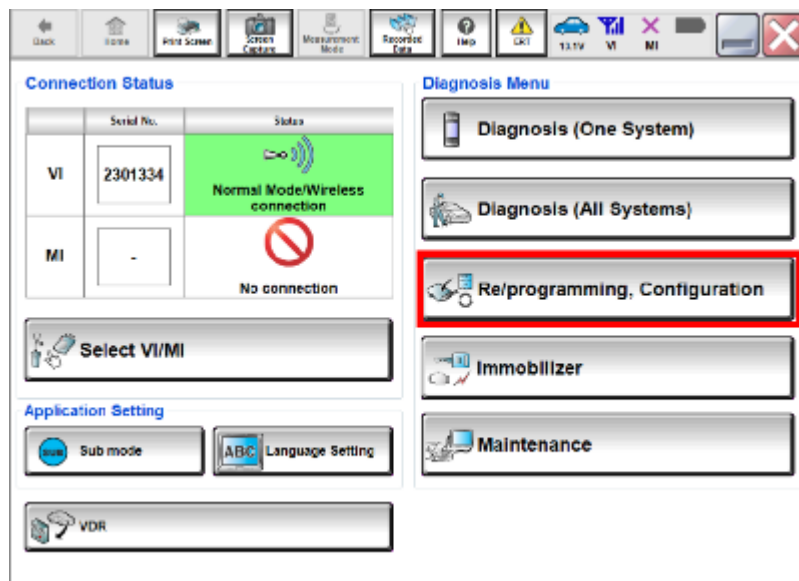 Back
Home
Print Screen
Screen
Capture
Measurement
Mode
Recorded
Data
Help
ERT
13.1V
VI
MI
Connection Status
Serial No.
Status
VI
2301334
Normal Mode/Wireless
connection
MI
-
No connection
Select VI/MI
Application Setting
SUB
Sub mode
ABC
Language Setting
VDR
Diagnosis Menu
Diagnosis (One System)
Diagnosis (All Systems)
Re/programming, Configuration
Immobilizer
Maintenance